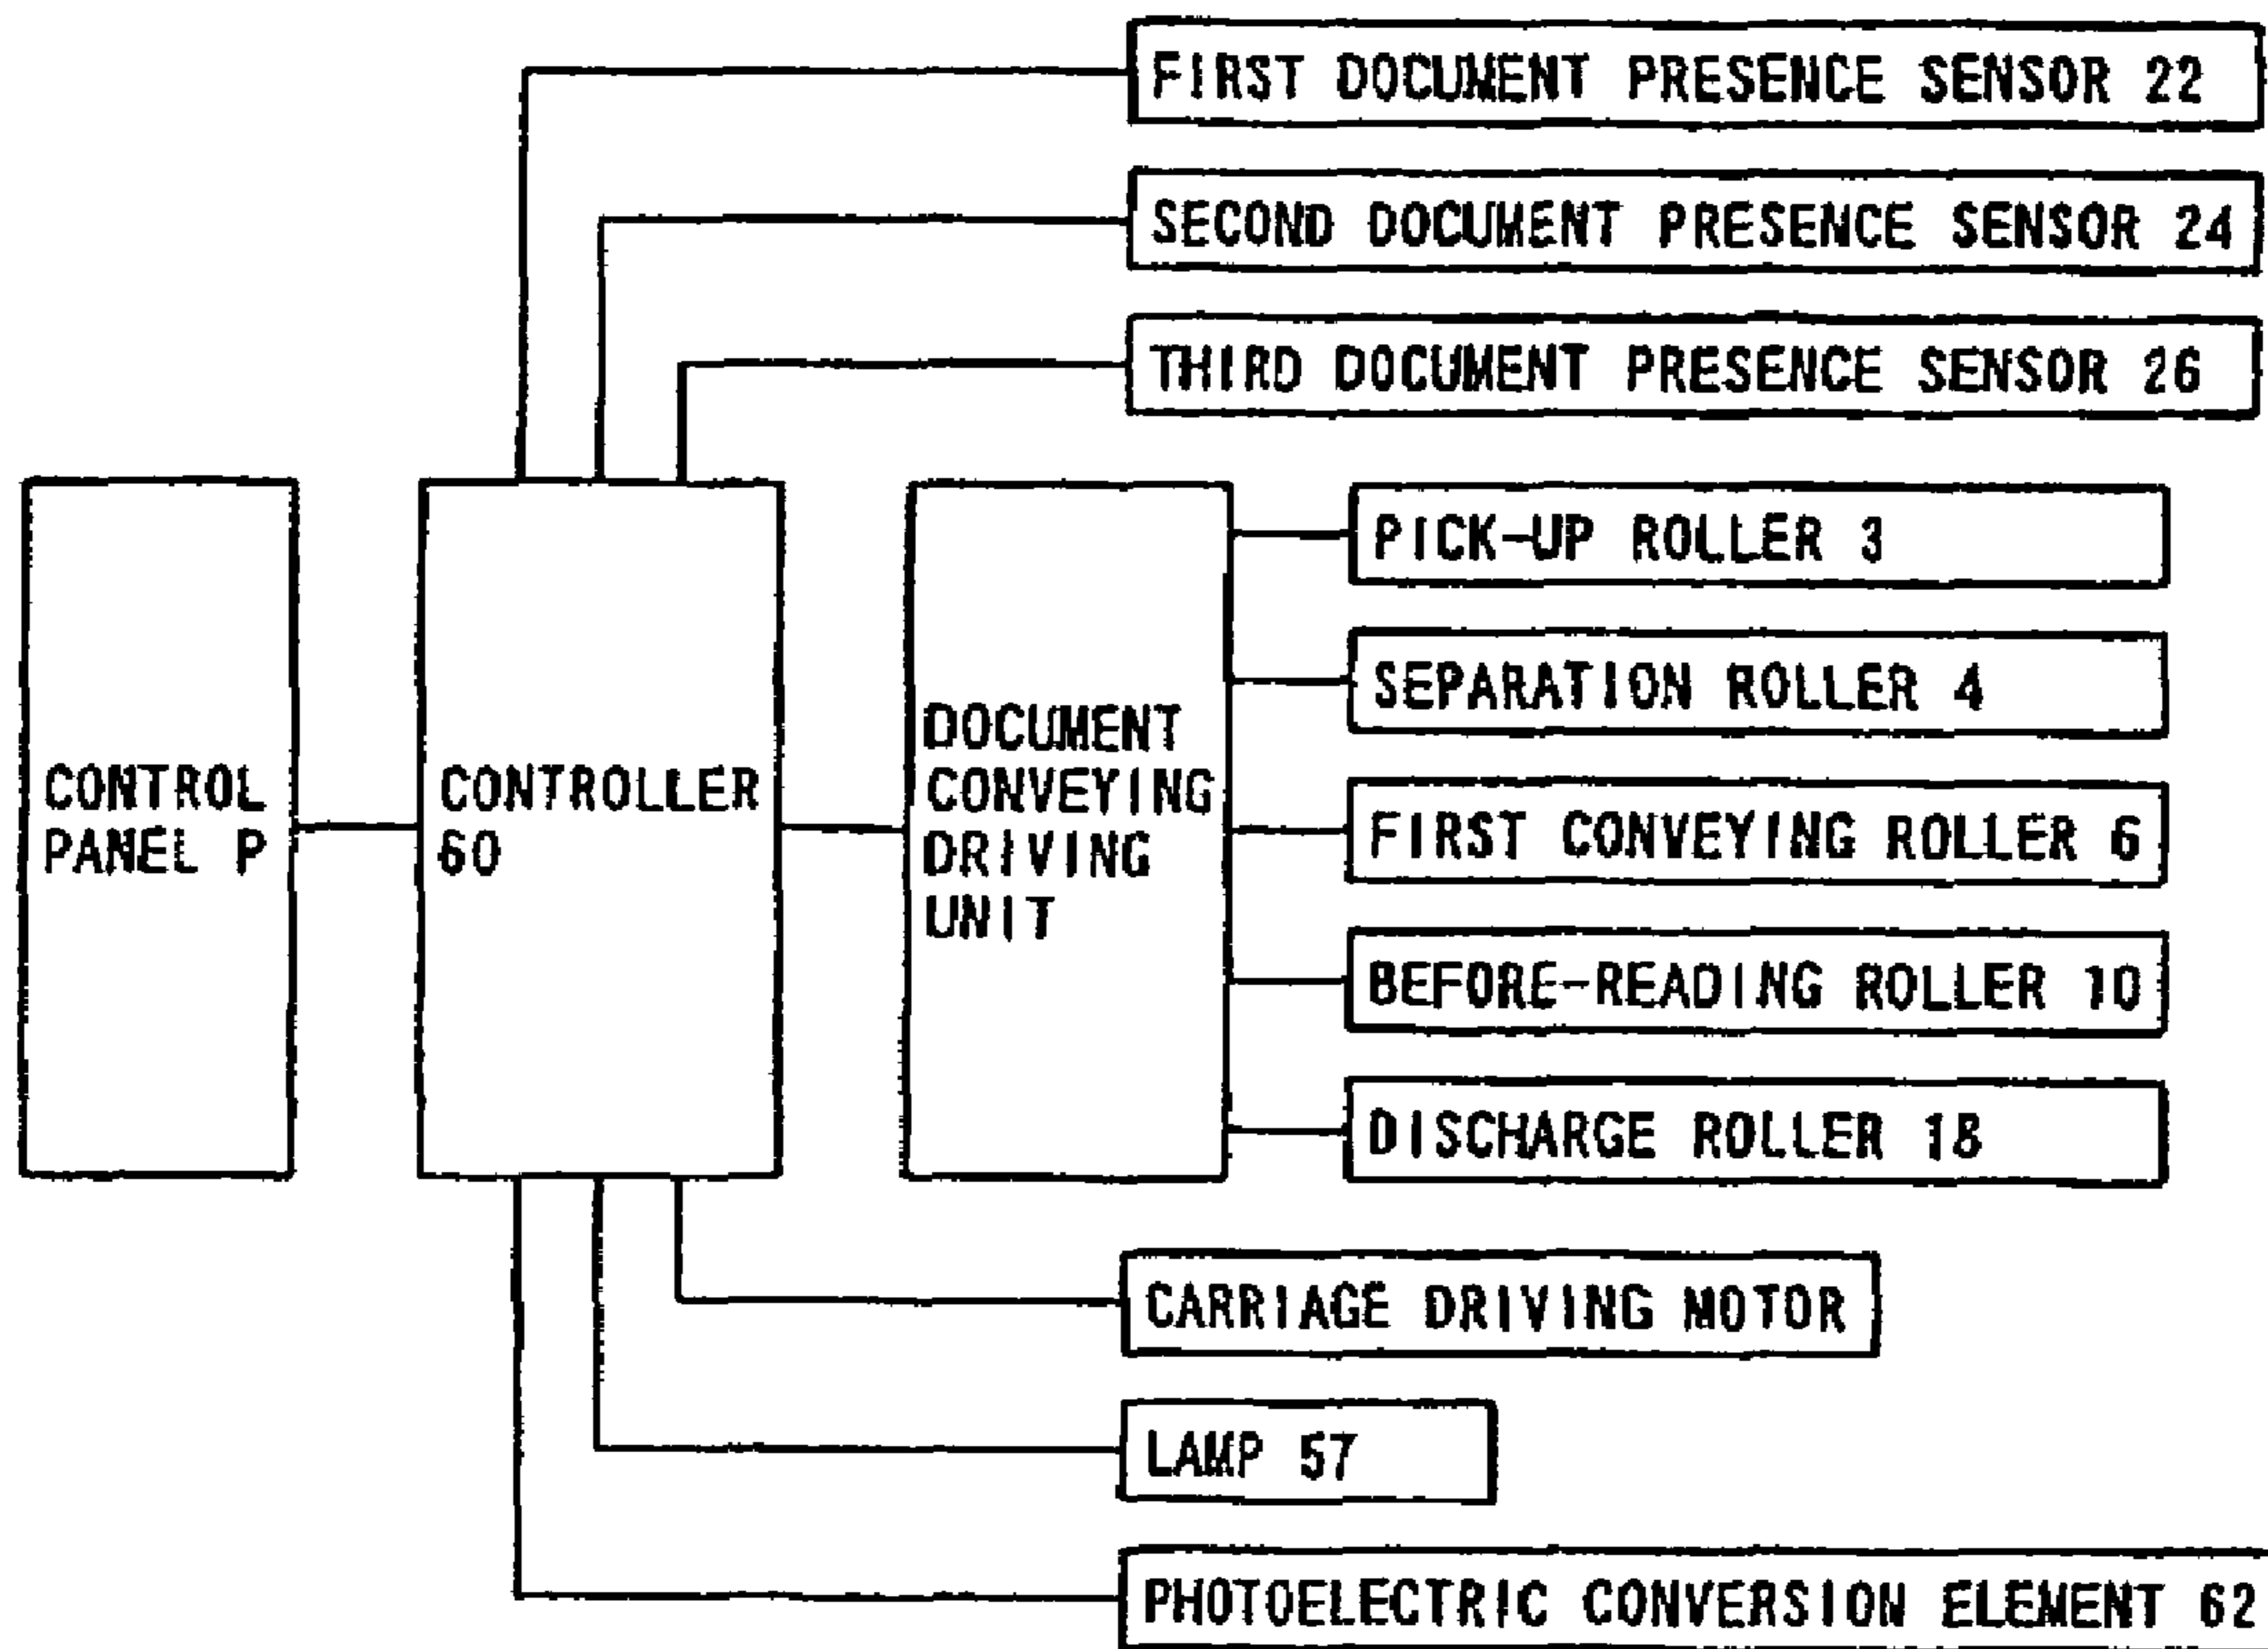 FIRST DOCUMENT PRESENCE SENSOR 22
SECOND DOCUMENT PRESENCE SENSOR 24
THIRD DOCUMENT PRESENCE SENSOR 26
CONTROL
PANEL P
CONTROLLER
60
DOCUMENT
CONVEYING
DRIVING
UNIT
PICK-UP ROLLER 3
SEPARATION ROLLER 4
FIRST CONVEYING ROLLER 6
BEFORE-READING ROLLER 10
DISCHARGE ROLLER 18
CARRIAGE DRIVING MOTOR
LAMP 57
PHOTOELECTRIC CONVERSION ELEMENT 62